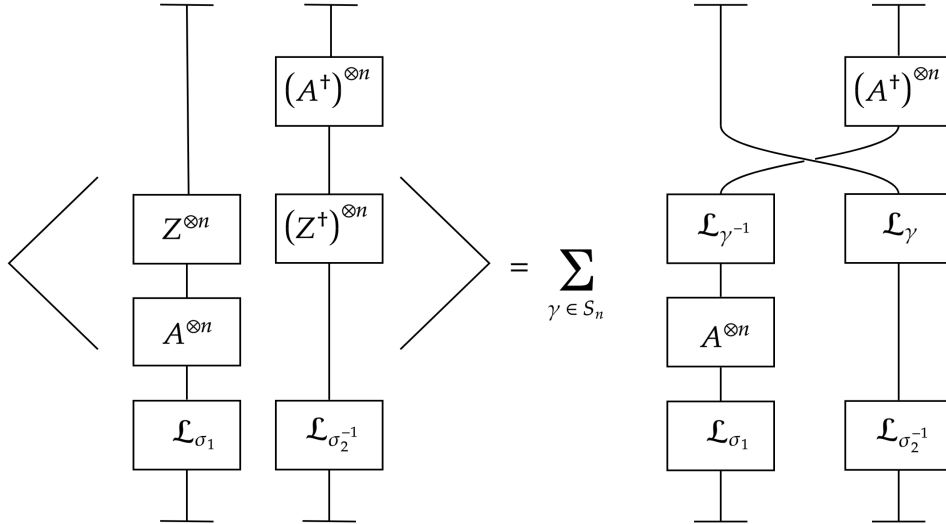 (A†)⊗n (A†)⊗n
Z⊗n (Z†)⊗n 𝓛γ−1 𝓛γ
= ∑ γ ∈ Sn
A⊗n A⊗n
𝓛σ1 𝓛σ2−1 𝓛σ1 𝓛σ2−1